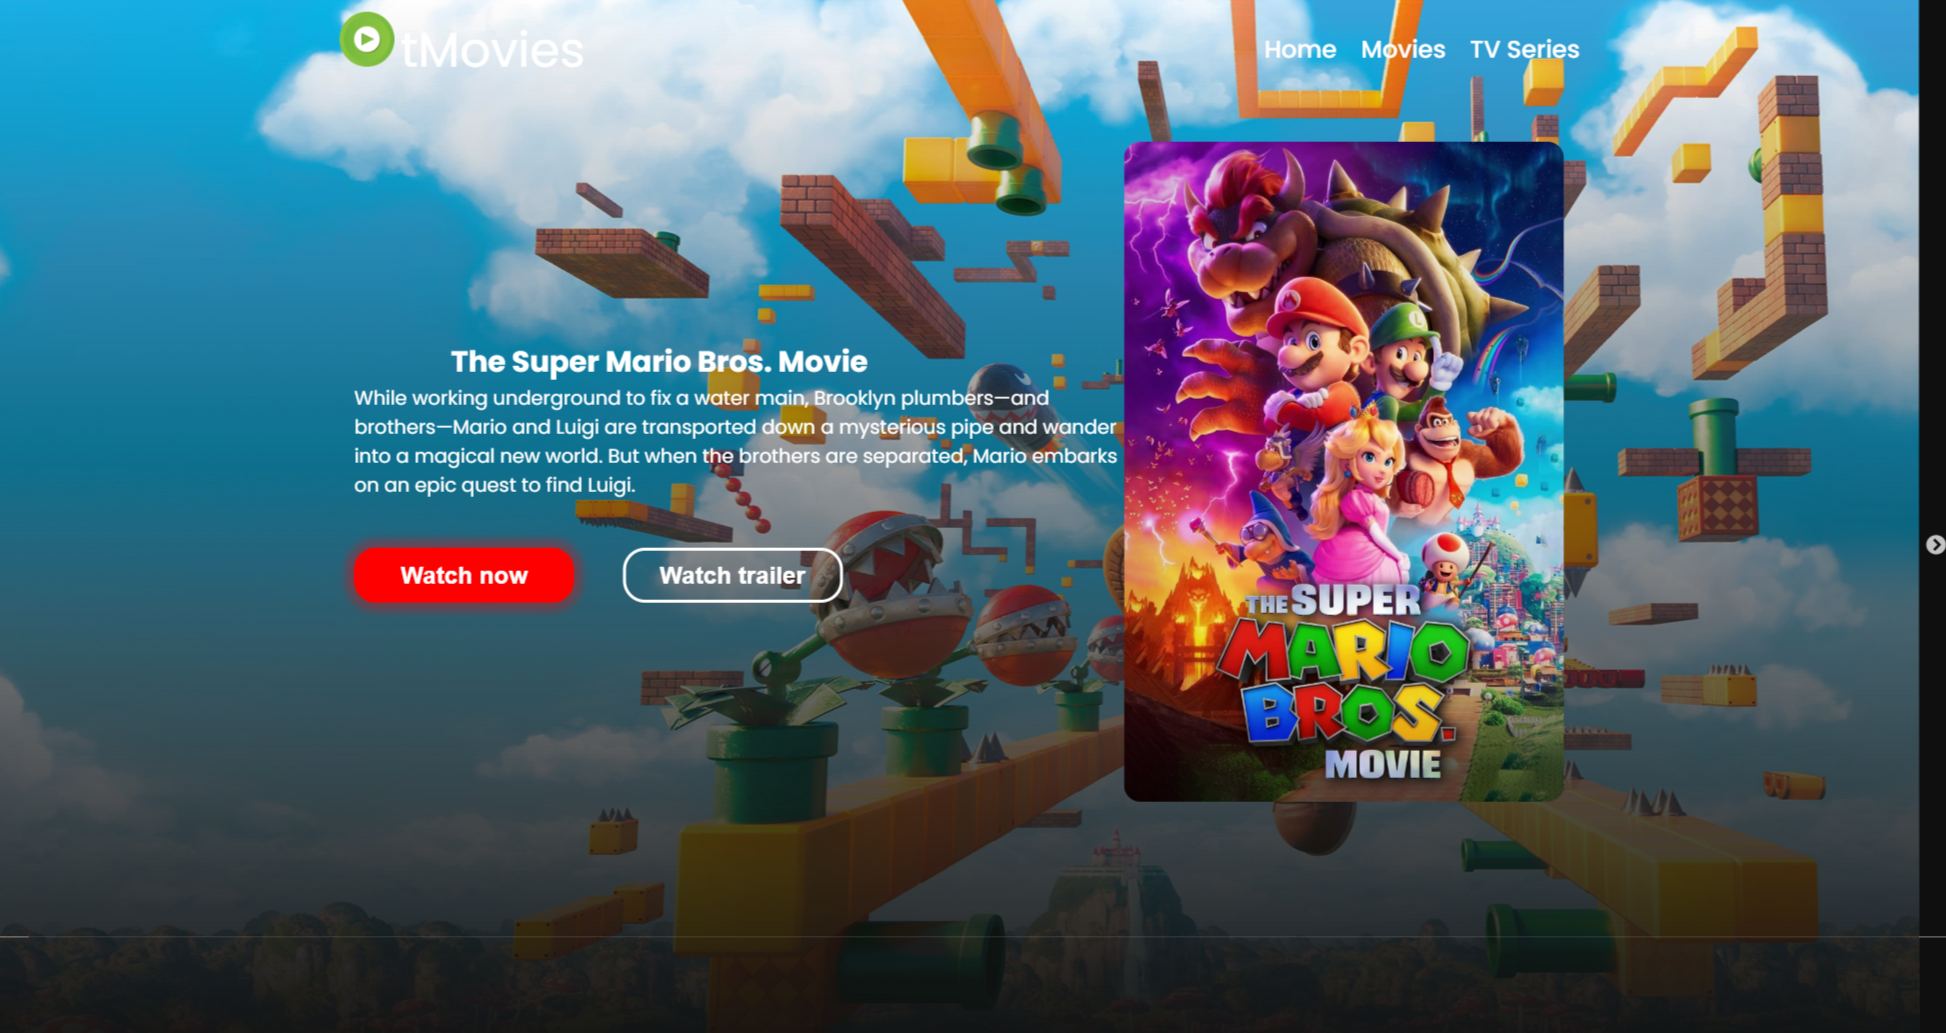 tMovies
Home Movies TV Series
The Super Mario Bros. Movie
While working underground to fix a water main, Brooklyn plumbers—and
brothers—Mario and Luigi are transported down a mysterious pipe and wander
into a magical new world. But when the brothers are separated, Mario embarks
on an epic quest to find Luigi.
Watch now
Watch trailer
M
L
THE SUPER
MARIO
BROS.
MOVIE